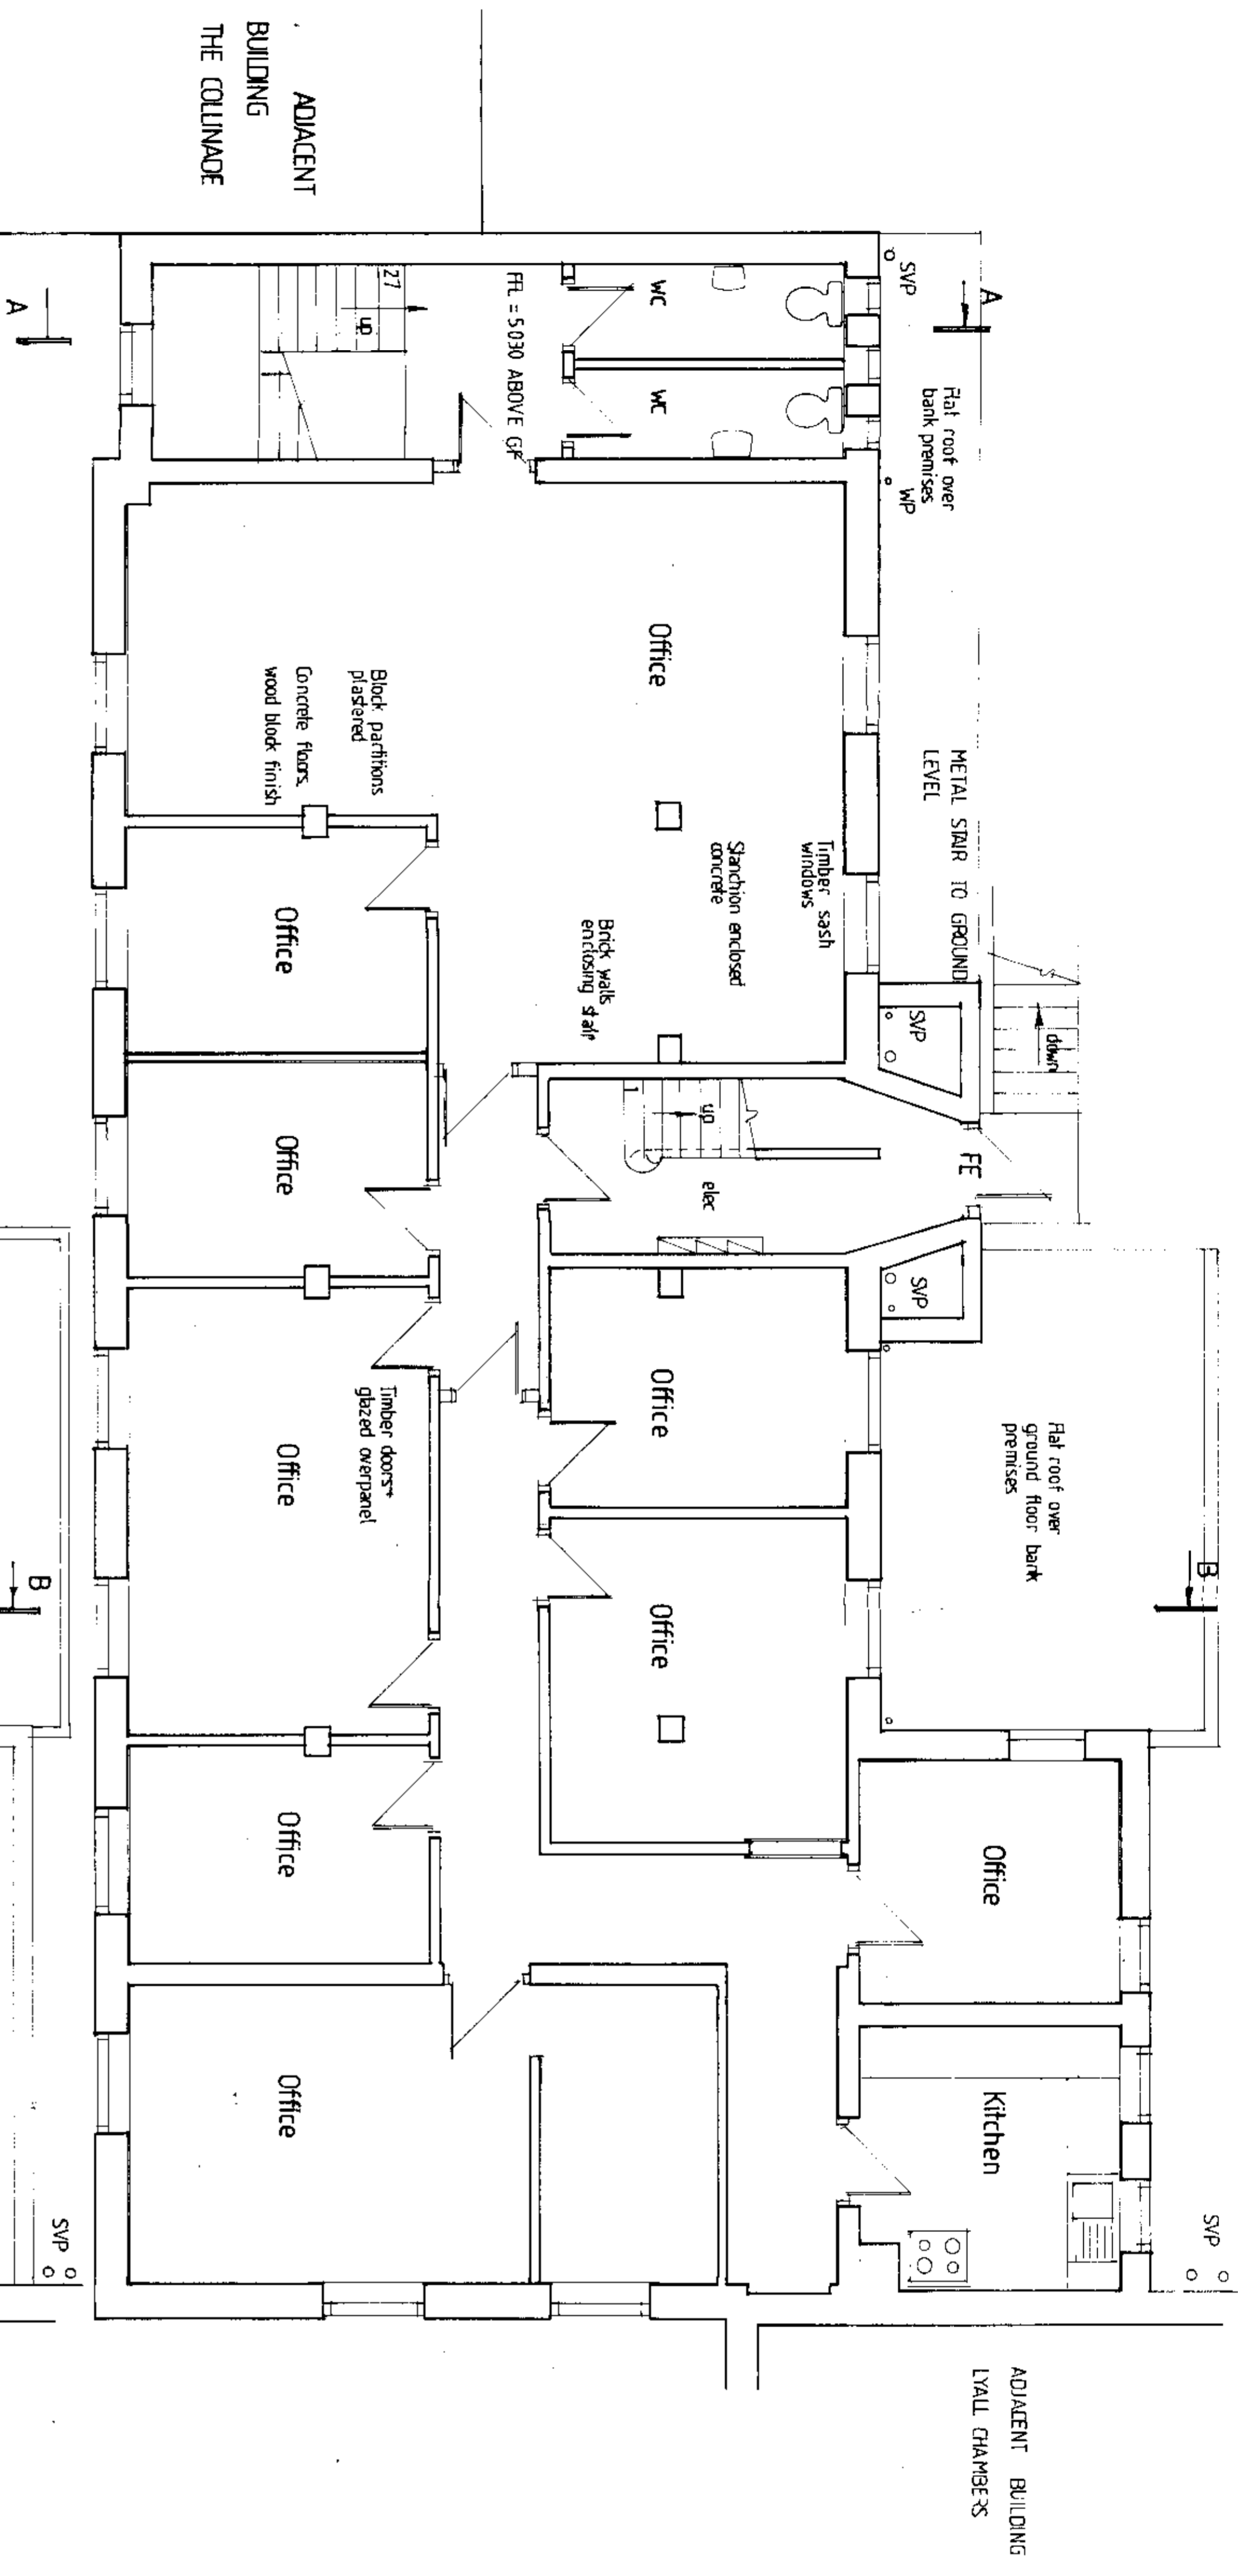 ADJACENT
BUILDING
THE COLLINADE
A
A
SVP
Flat roof over
bank premises
WP
27
up
FFL = 5030 ABOVE GF
WC
WC
METAL STAIR TO GROUND
LEVEL
Timber sash
windows
Stanchion enclosed
concrete
Office
Brick walls
enclosing stair
Block partitions
plastered
Concrete floors
wood block finish
Office
Office
down
SVP
FE
1
up
elec
SVP
Flat roof over
ground floor bank
premises
B
Office
Office
Timber doors +
glazed overpanel
Office
Office
B
Office
Kitchen
Office
SVP
SVP
ADJACENT BUILDING
LYALL CHAMBERS